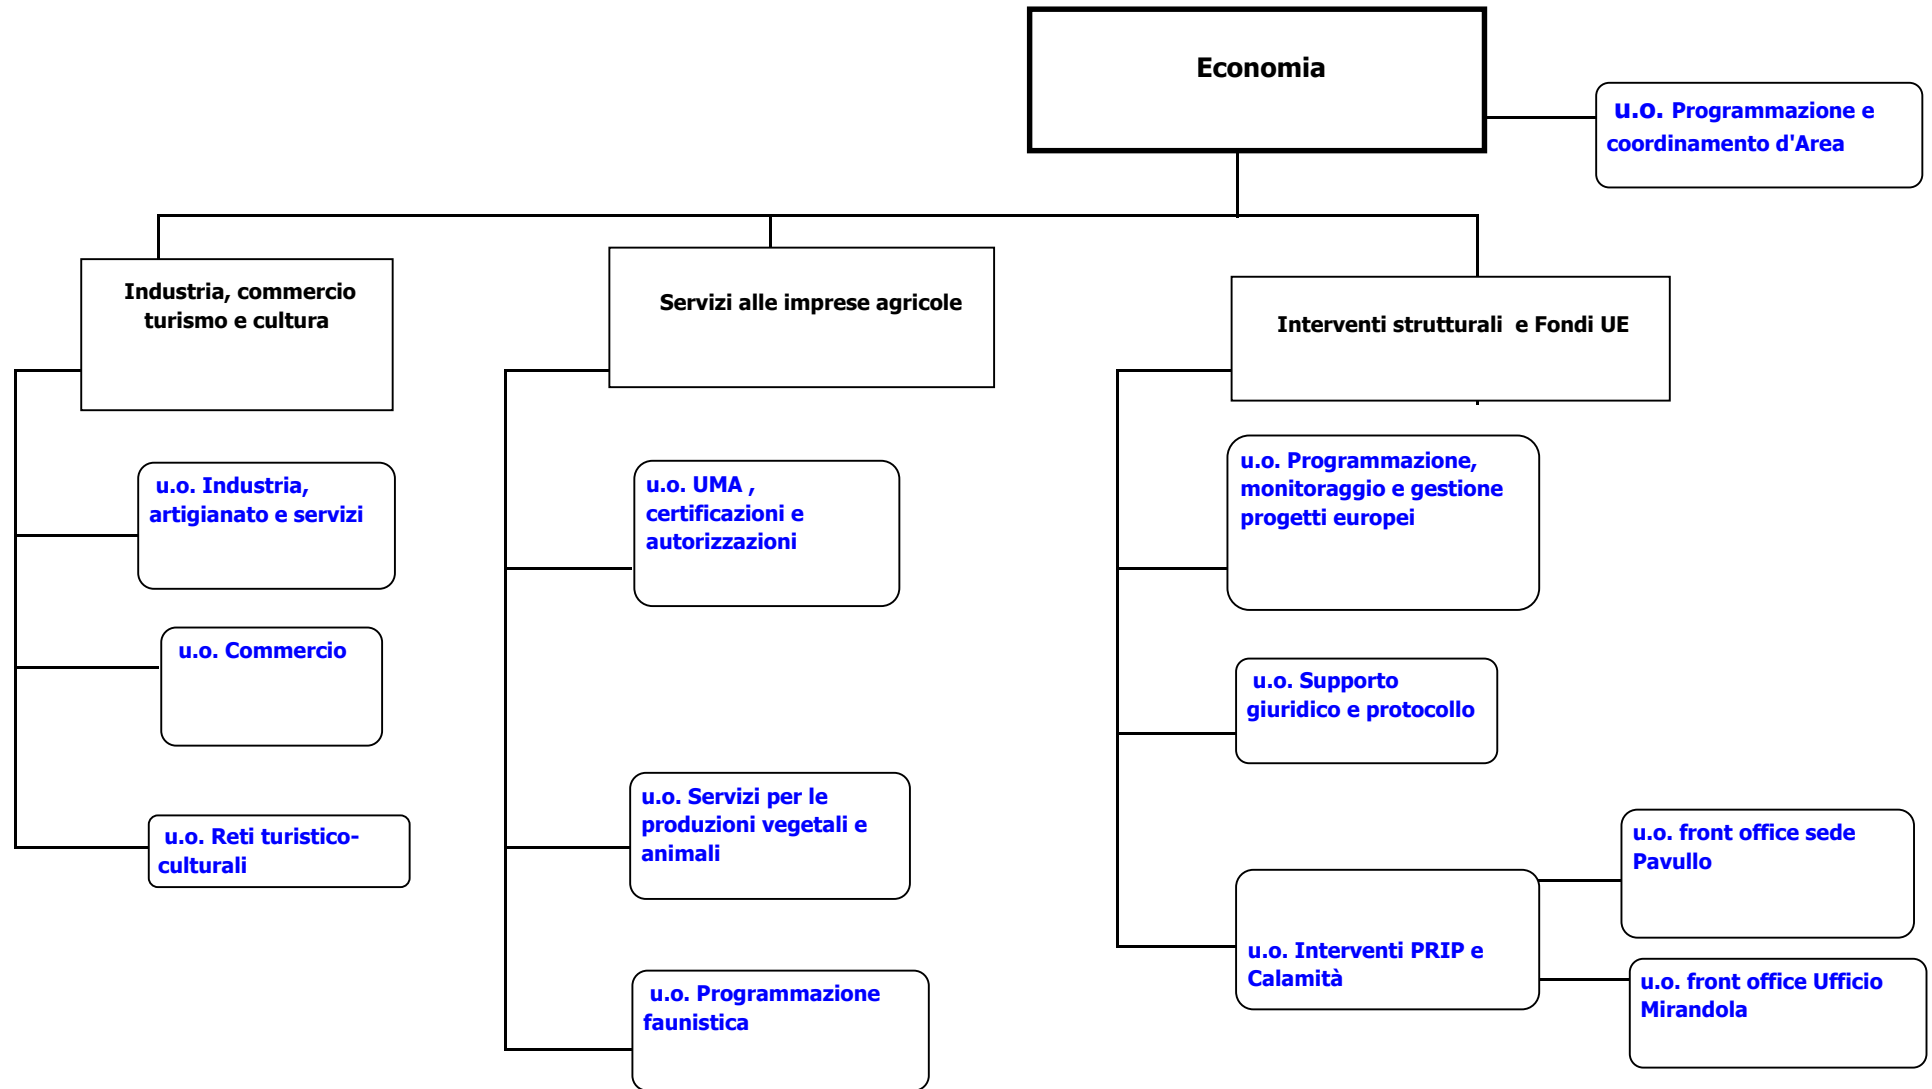 Economia
u.o. Programmazione e
coordinamento d'Area
Industria, commercio
turismo e cultura
u.o. Industria,
artigianato e servizi
u.o. Commercio
u.o. Reti turistico-
culturali
Servizi alle imprese agricole
u.o. UMA ,
certificazioni e
autorizzazioni
u.o. Servizi per le
produzioni vegetali e
animali
u.o. Programmazione
faunistica
Interventi strutturali  e Fondi UE
u.o. Programmazione,
monitoraggio e gestione
progetti europei
u.o. Supporto
giuridico e protocollo
u.o. Interventi PRIP e
Calamità
u.o. front office sede
Pavullo
u.o. front office Ufficio
Mirandola